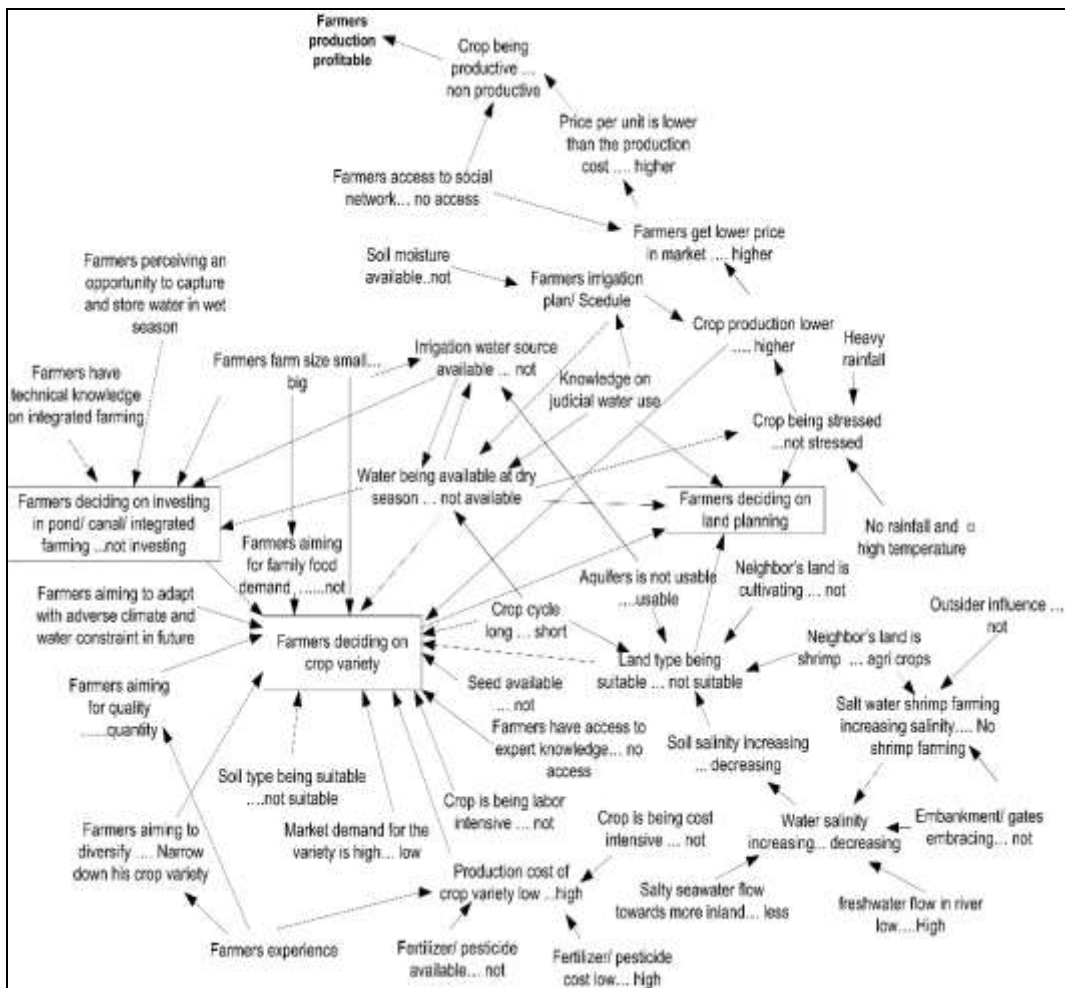 Farmers
production
profitable
Crop being
productive ...
non productive
Price per unit is lower
than the production
cost .... higher
Farmers access to social
network... no access
Farmers get lower price
in market .... higher
Soil moisture
available..not
Farmers irrigation
plan/ Scedule
Farmers perceiving an
opportunity to capture
and store water in wet
season
Crop production lower
.... higher
Heavy
rainfall
Farmers farm size small...
big
Irrigation water source
available ... not
Farmers have
technical knowledge
on integrated farming
Knowledge on
judicial water use
Crop being stressed
...not stressed
Water being available at dry
season ... not available
Farmers deciding on investing
in pond/ canal/ integrated
farming ...not investing
Farmers deciding on
land planning
No rainfall and
high temperature
Farmers aiming
for family food
demand ......not
Aquifers is not usable
....usable
Neighbor's land is
cultivating ... not
Farmers aiming to adapt
with adverse climate and
water constraint in future
Crop cycle
long ... short
Outsider influence ...
not
Farmers deciding on
crop variety
Neighbor's land is
shrimp ... agri crops
Land type being
suitable ... not suitable
Farmers aiming
for quality
......quantity
Seed available
... not
Salt water shrimp farming
increasing salinity.... No
shrimp farming
Farmers have access to
expert knowledge... no
access
Soil salinity increasing
... decreasing
Soil type being suitable
....not suitable
Crop is being labor
intensive ... not
Crop is being cost
intensive ... not
Water salinity
increasing... decreasing
Embankment/ gates
embracing... not
Farmers aiming to
diversify .... Narrow
down his crop variety
Market demand for the
variety is high... low
Production cost of
crop variety low ...high
Salty seawater flow
towards more inland... less
freshwater flow in river
low....High
Farmers experience
Fertilizer/ pesticide
available... not
Fertilizer/ pesticide
cost low... high